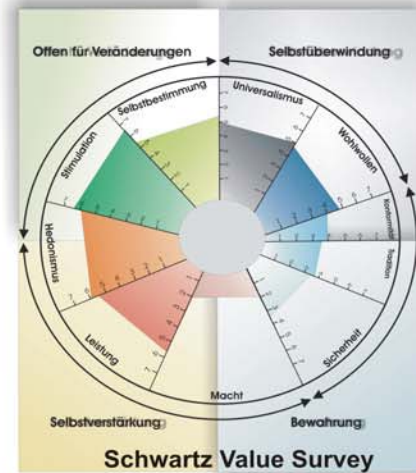 Offen für Veränderungen
Selbstüberwindung
Selbstbestimmung
Universalismus
Stimulation
Wohlwollen
Konformität
Tradition
Hedonismus
Sicherheit
Leistung
Macht
Selbstverstärkung
Bewahrung
Schwartz Value Survey